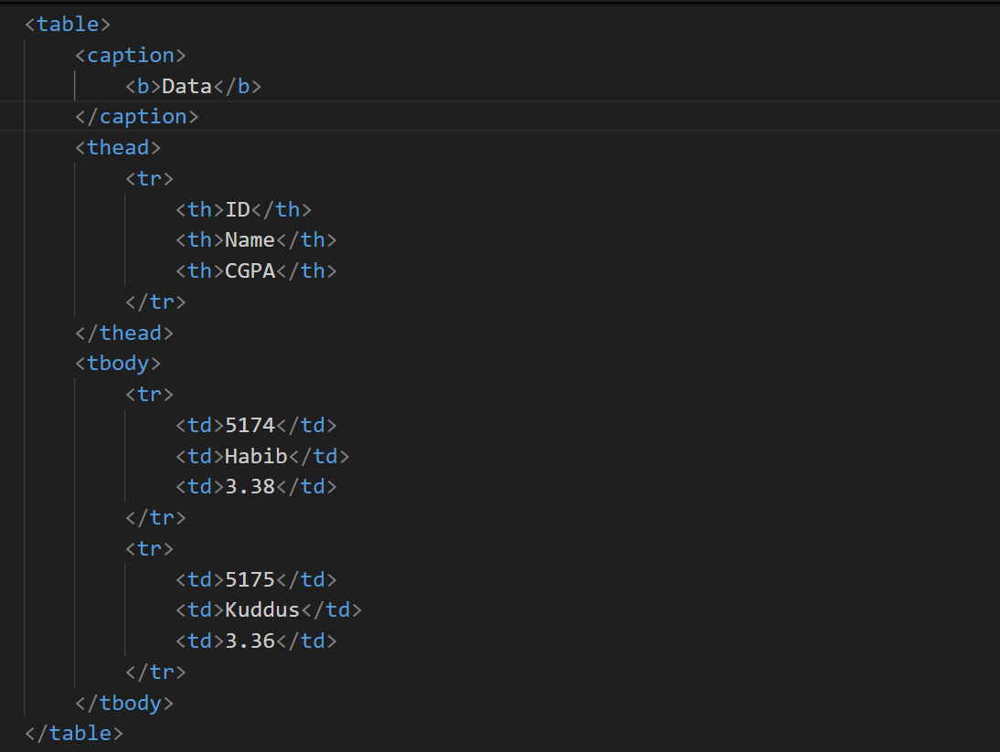 <table>
<caption>
<b>Data</b>
</caption>
<thead>
<tr>
<th>ID</th>
<th>Name</th>
<th>CGPA</th>
</tr>
</thead>
<tbody>
<tr>
<td>5174</td>
<td>Habib</td>
<td>3.38</td>
</tr>
<tr>
<td>5175</td>
<td>Kuddus</td>
<td>3.36</td>
</tr>
</tbody>
</table>